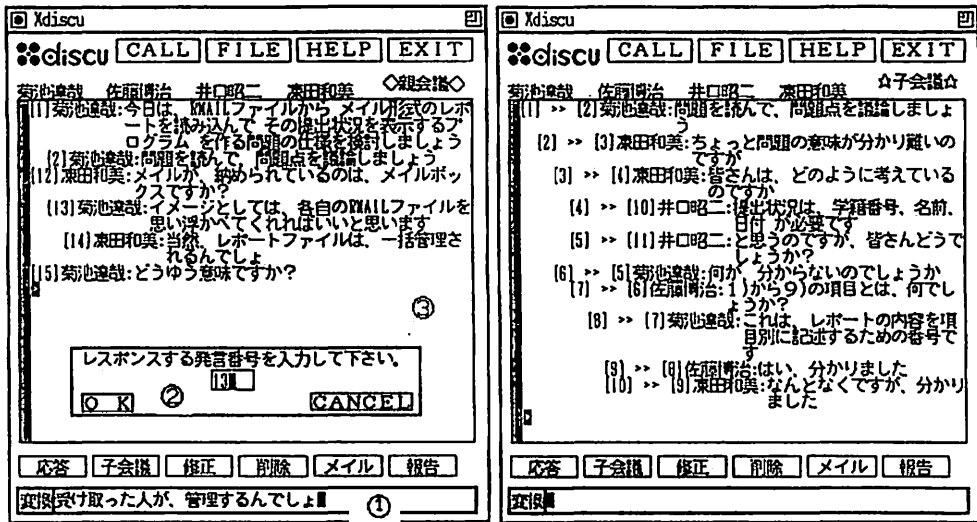 Xdiscu
discu CALL FILE HELP EXIT
菊池達哉 佐藤博治 井口昭二 凍田和美 ◇親会議◇
[1]菊池達哉:今日は、RMAILファイルから メイル形式のレポ
ートを読み込んで その提出状況を表示するプ
ログラム を作る問題の仕様を検討しましょう
[2]菊池達哉:問題を読んで、問題点を議論しましょう
[12]凍田和美:メイルが、納められているのは、メイルボッ
クスですか?
[13]菊池達哉:イメージとしては、各自のRMAILファイルを
思い浮かべてくれればいいと思います
[14]凍田和美:当然、レポートファイルは、一括管理さ
れるんでしょ
[15]菊池達哉:どうゆう意味ですか?
③
レスポンスする発言番号を入力して下さい。
13
O K ② CANCEL
応答 子会議 修正 削除 メイル 報告
変換 受け取った人が、管理するんでしょ
①
Xdiscu
discu CALL FILE HELP EXIT
菊池達哉 佐藤博治 井口昭二 凍田和美 ☆子会議☆
[1] >> [2]菊池達哉:問題を読んで、問題点を議論しましょ
う
[2] >> [3]凍田和美:ちょっと問題の意味が分かり難いの
ですが
[3] >> [4]凍田和美:皆さんは、どのように考えている
のですか
[4] >> [10]井口昭二:提出状況は、学籍番号、名前、
日付 が必要です
[5] >> [11]井口昭二:と思うのですが、皆さんどうで
しょうか?
[6] >> [5]菊池達哉:何が、分からないのでしょうか
[7] >> [6]佐藤博治:1)から9)の項目とは、何でし
ょうか?
[8] >> [7]菊池達哉:これは、レポートの内容を項
目別に記述するための番号で
す
[9] >> [8]佐藤博治:はい、分かりました
[10] >> [9]凍田和美:なんとなくですが、分かり
ました
応答 子会議 修正 削除 メイル 報告
変換